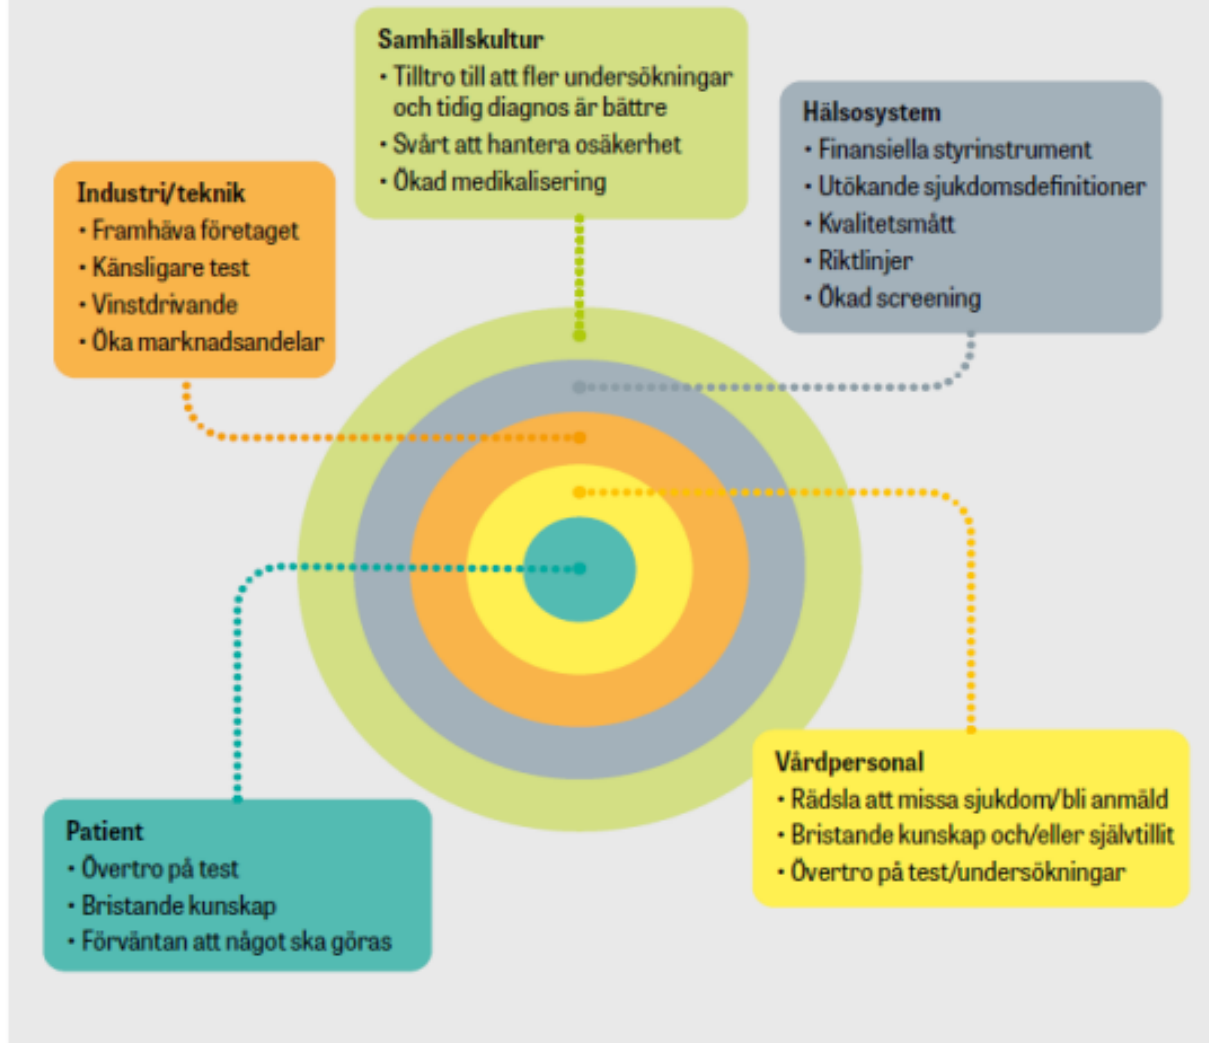 Samhällskultur
• Tilltro till att fler undersökningar
och tidig diagnos är bättre
• Svårt att hantera osäkerhet
• Ökad medikalisering
Hälsosystem
• Finansiella styrinstrument
• Utökande sjukdomsdefinitioner
• Kvalitetsmått
• Riktlinjer
• Ökad screening
Industri/teknik
• Framhäva företaget
• Känsligare test
• Vinstdrivande
• Öka marknadsandelar
Vårdpersonal
• Rädsla att missa sjukdom/bli anmäld
• Bristande kunskap och/eller självtillit
• Övertro på test/undersökningar
Patient
• Övertro på test
• Bristande kunskap
• Förväntan att något ska göras